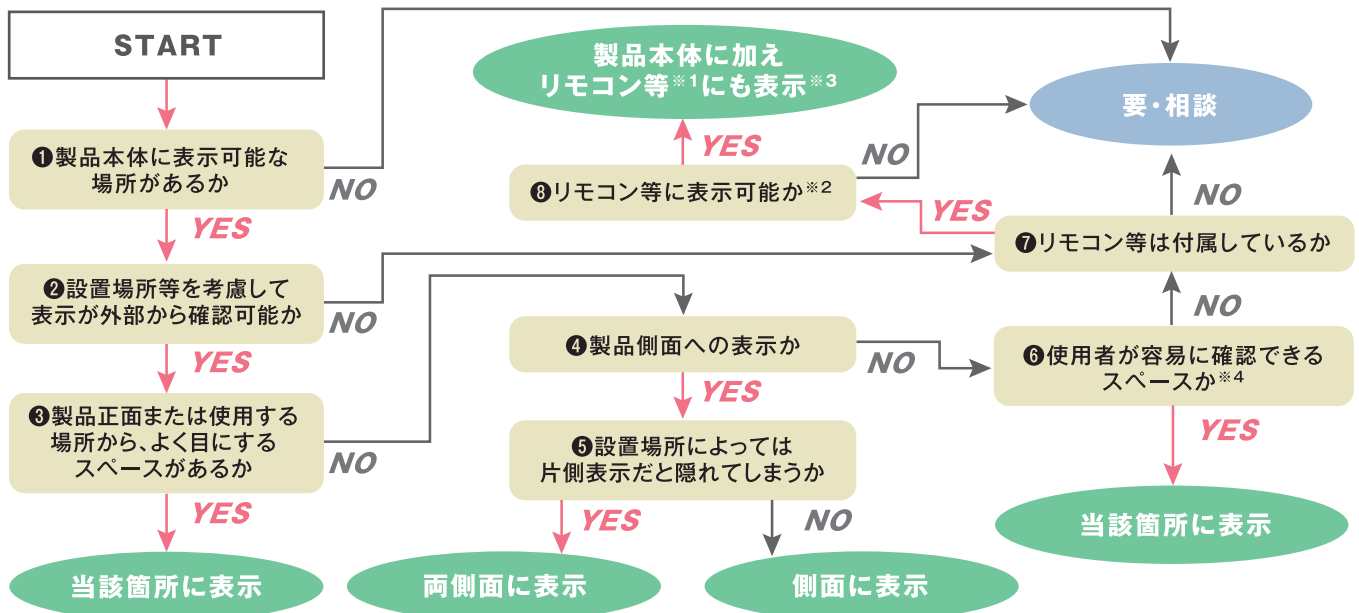 START
❶製品本体に表示可能な
場所があるか
NO
YES
❷設置場所等を考慮して
表示が外部から確認可能か
NO
YES
❸製品正面または使用する
場所から、よく目にする
スペースがあるか
NO
YES
当該箇所に表示
❹製品側面への表示か
NO
YES
❺設置場所によっては
片側表示だと隠れてしまうか
YES
NO
両側面に表示
側面に表示
❻使用者が容易に確認できる
スペースか※4
NO
YES
当該箇所に表示
❼リモコン等は付属しているか
NO
YES
❽リモコン等に表示可能か※2
NO
YES
製品本体に加え
リモコン等※1にも表示※3
要・相談